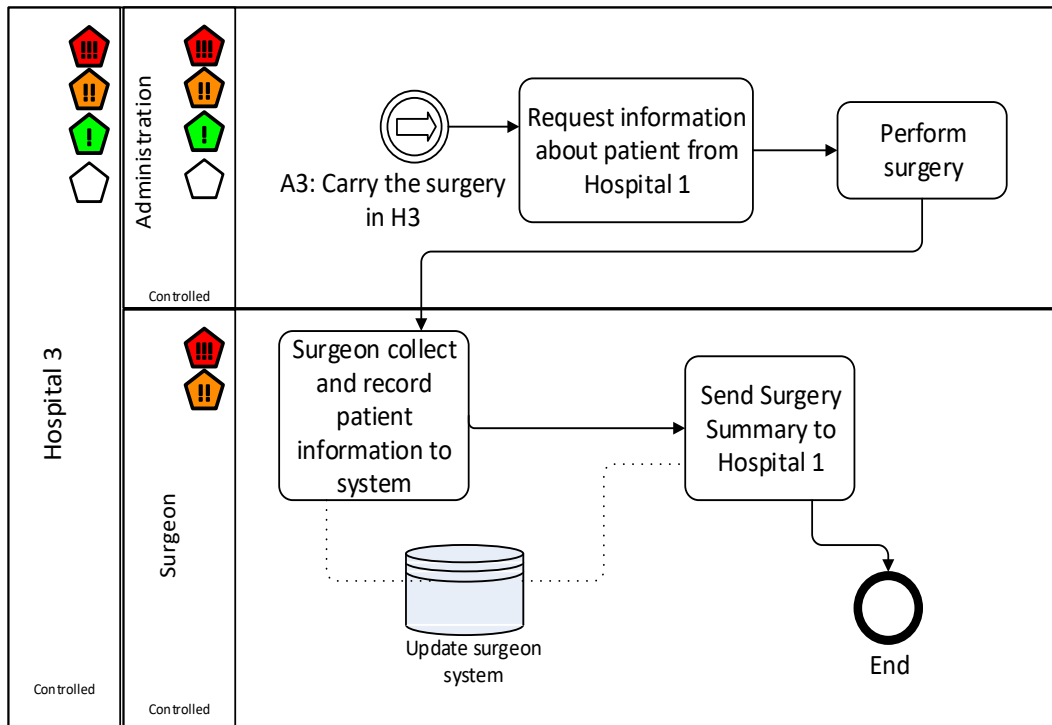 Hospital 3
Controlled
!!!
!!
!
Administration
Controlled
!!!
!!
!
A3: Carry the surgery
in H3
Request information
about patient from
Hospital 1
Perform
surgery
Surgeon
Controlled
!!!
!!
Surgeon collect
and record
patient
information to
system
Send Surgery
Summary to
Hospital 1
Update surgeon
system
End